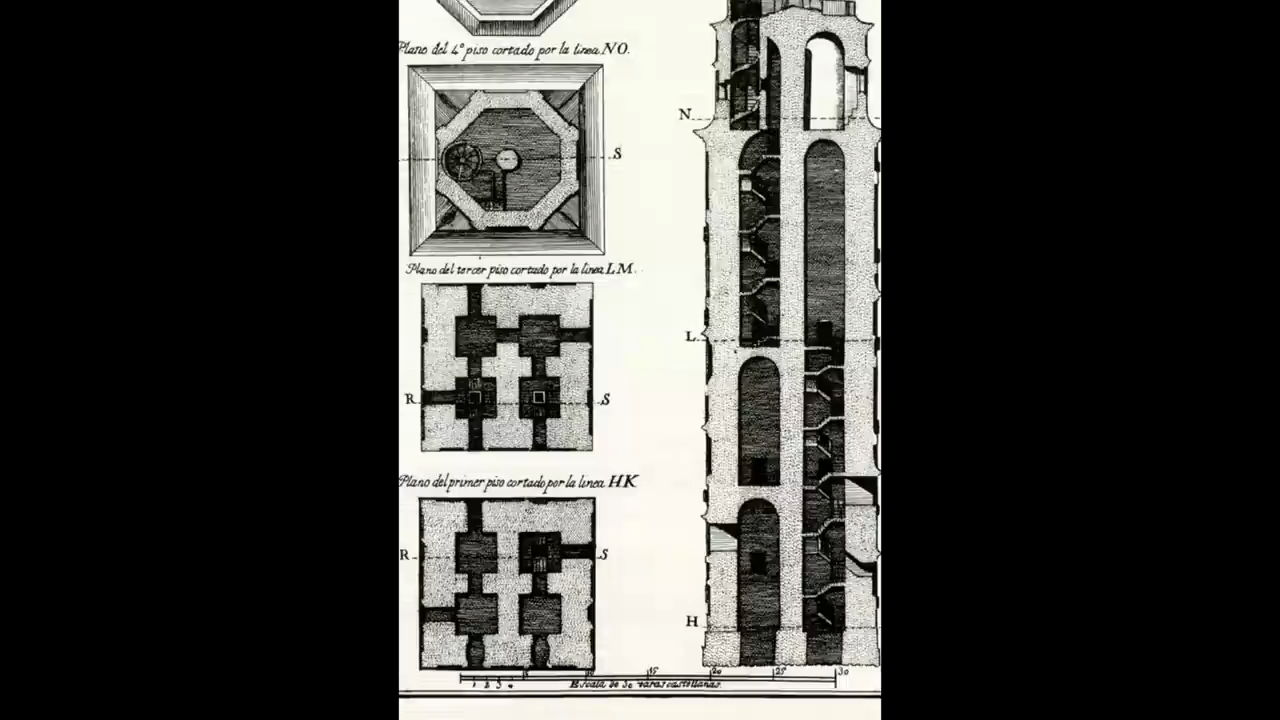 Plano del 4º piso cortado por la linea NO.
N
S
Plano del tercer piso cortado por la linea LM.
L
R
S
Plano del primer piso cortado por la linea HK
R
S
H
15
20
25
30
1 2 3 4
Escala de 30 varas castellanas.